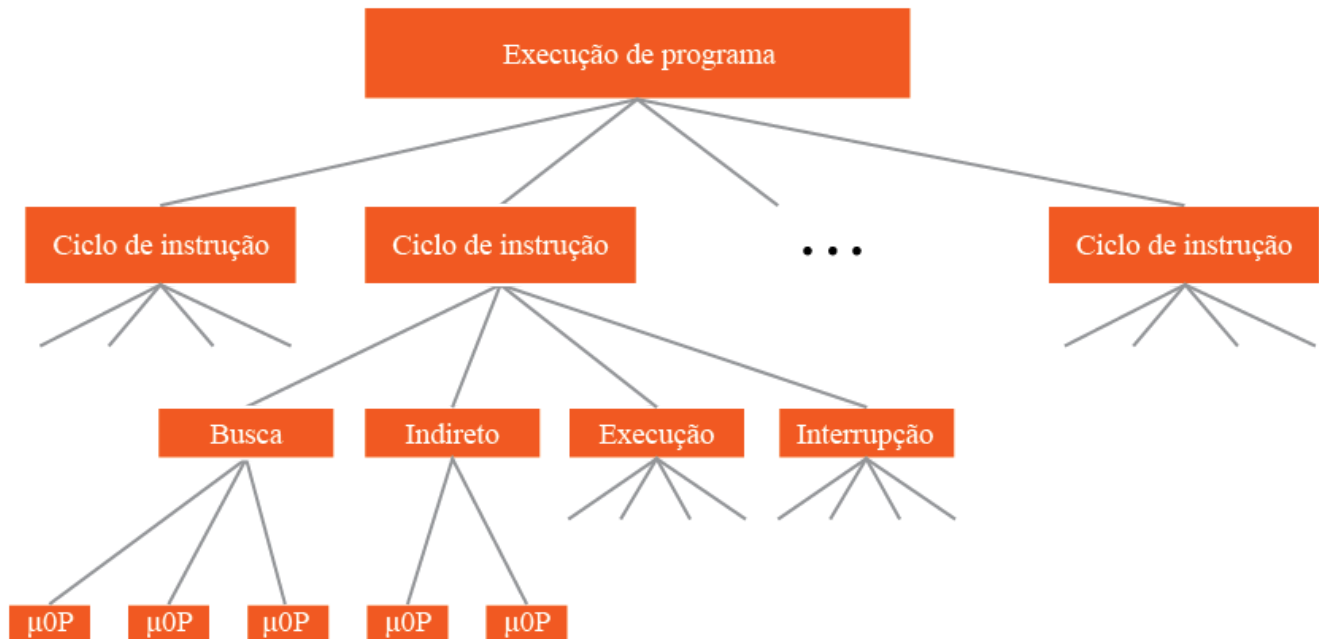 Execução de programa
Ciclo de instrução
Ciclo de instrução
...
Ciclo de instrução
Busca
Indireto
Execução
Interrupção
μ0P
μ0P
μ0P
μ0P
μ0P